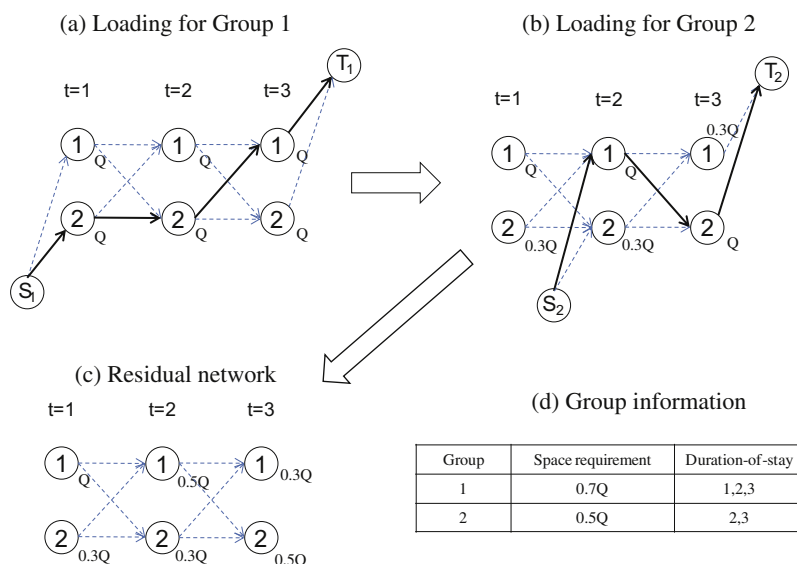 (a) Loading for Group 1
t=1 t=2 t=3
T1
1 Q 1 Q 1 Q
2 Q 2 Q 2 Q
S1
(b) Loading for Group 2
t=1 t=2 t=3
T2
0.3Q
1 Q 1 Q 1
2 0.3Q 2 0.3Q 2 Q
S2
(c) Residual network
t=1 t=2 t=3
1 Q 1 0.5Q 1 0.3Q
2 0.3Q 2 0.3Q 2 0.5Q
(d) Group information
Group Space requirement Duration-of-stay
1 0.7Q 1,2,3
2 0.5Q 2,3